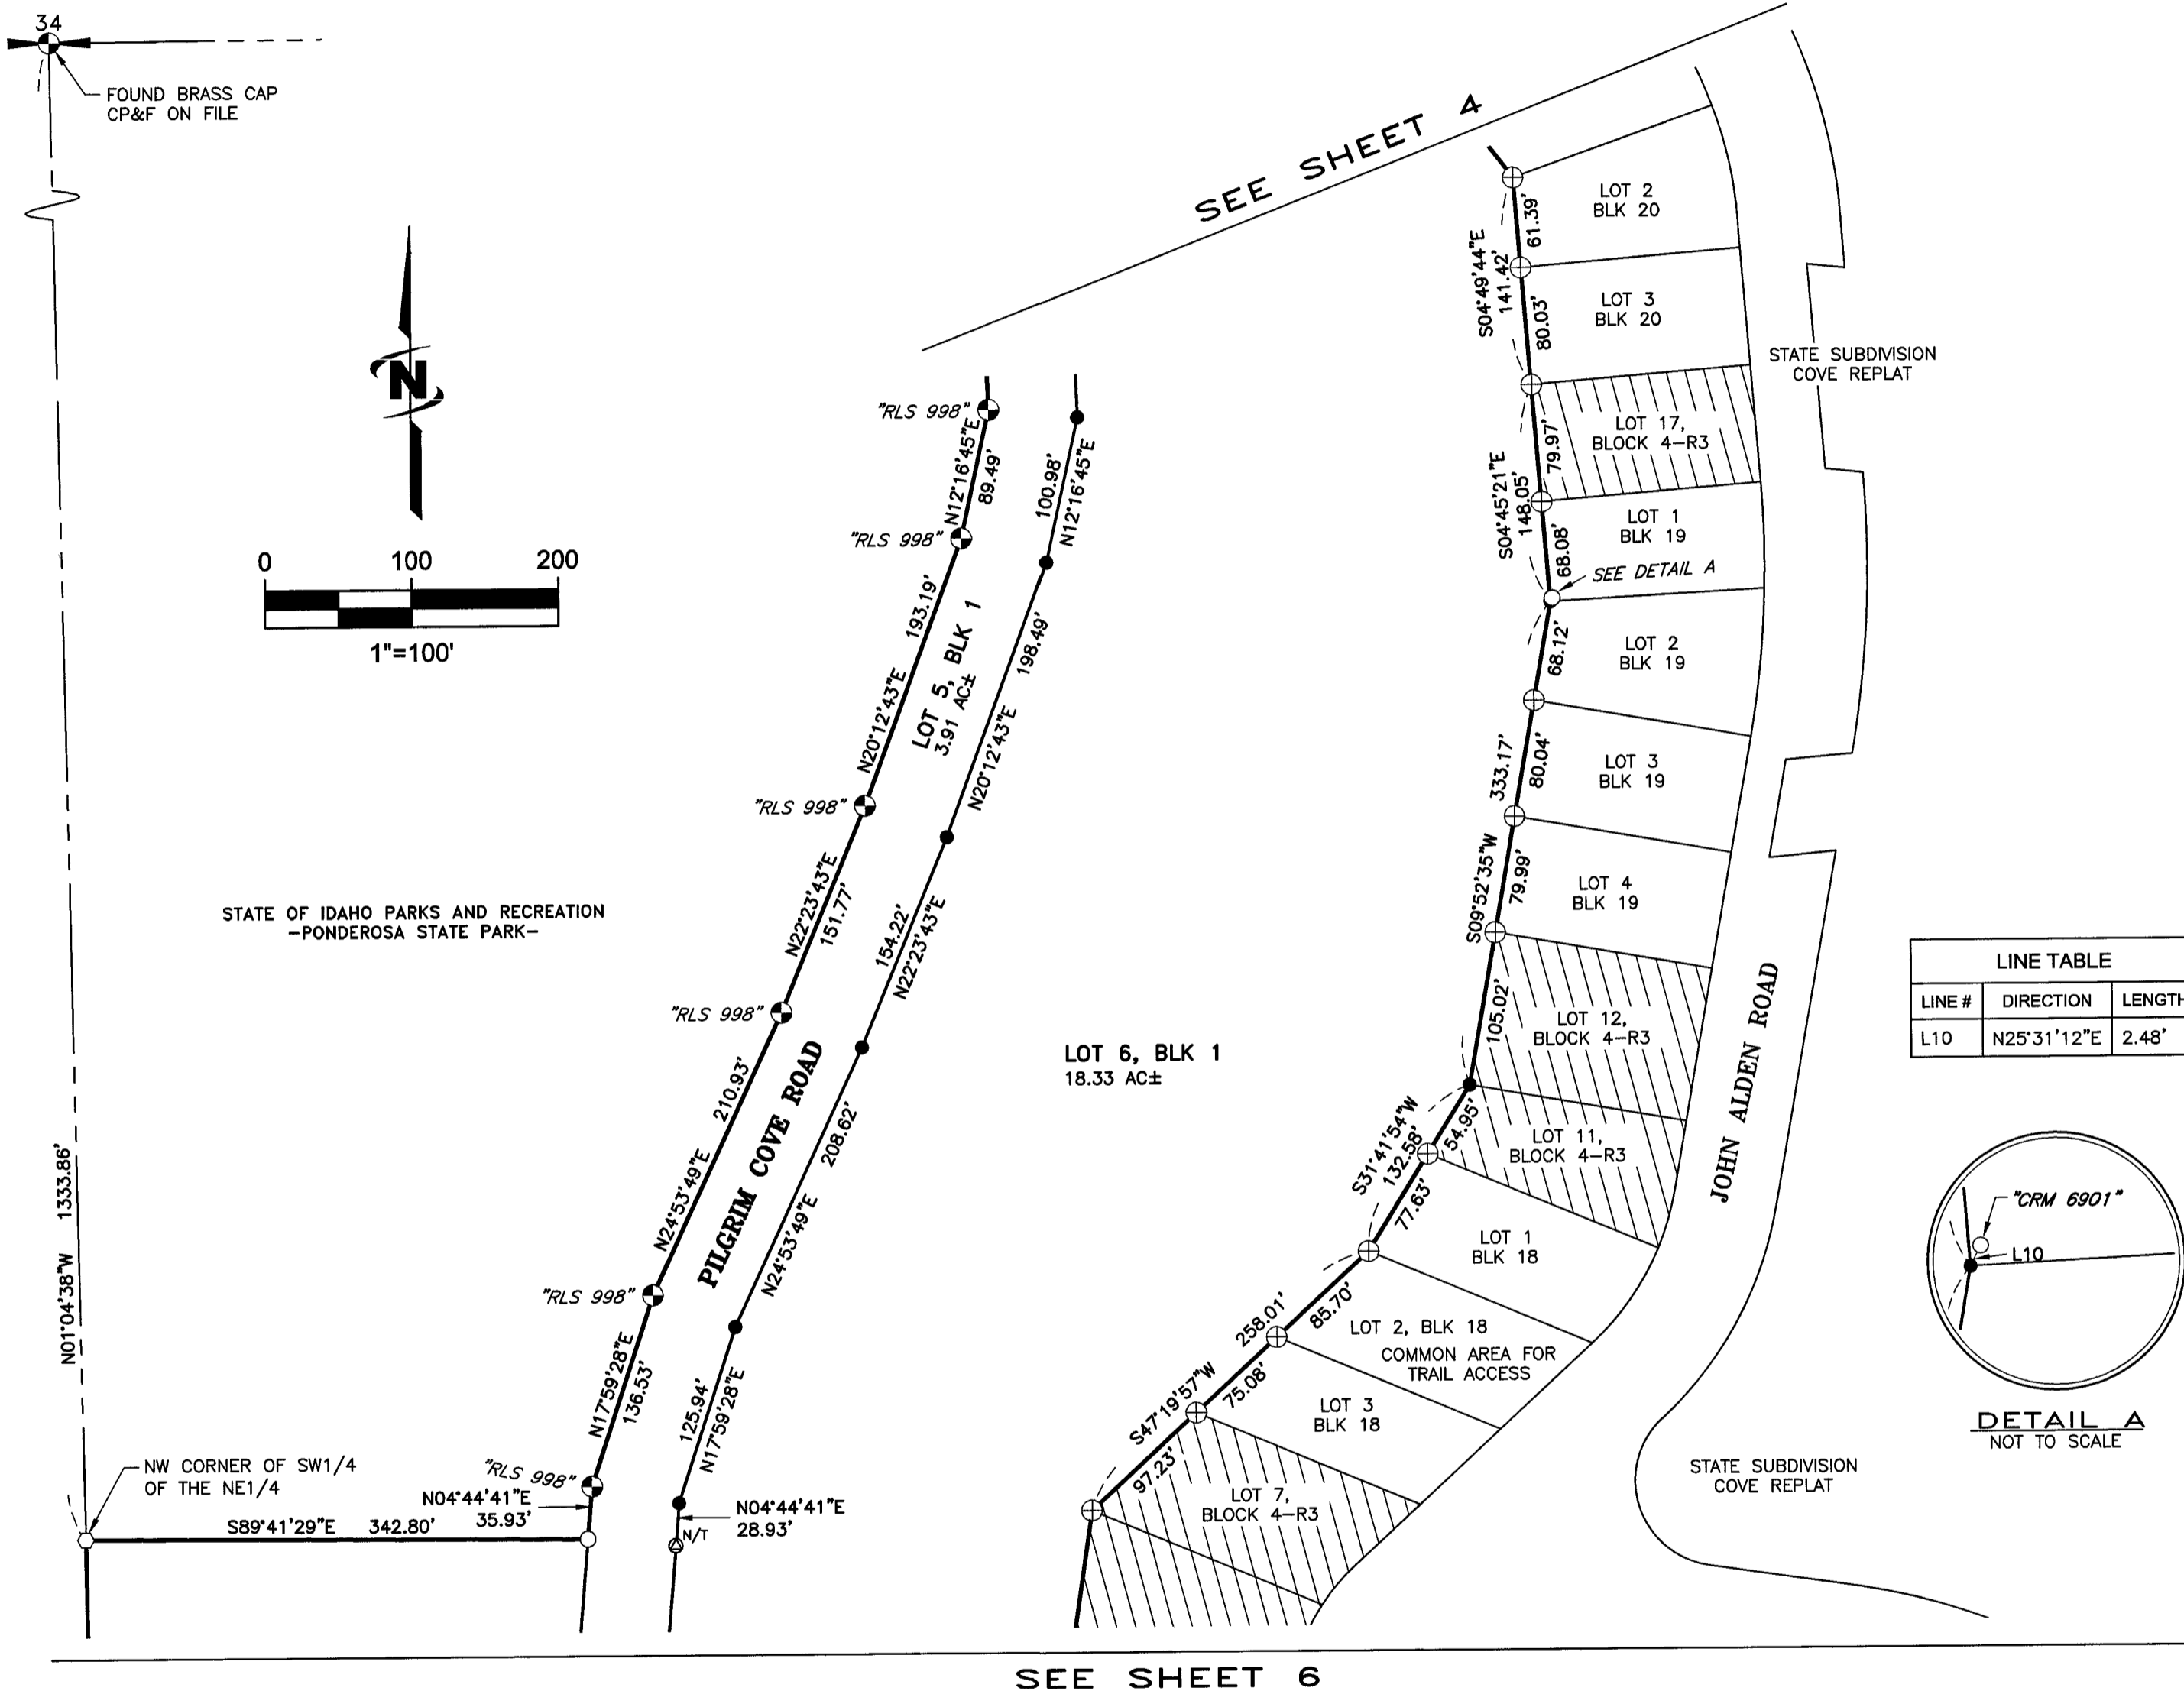 34
FOUND BRASS CAP
CP&F ON FILE
SEE SHEET 4
N
0 100 200
1"=100'
"RLS 998"
N12°16'45"E
89.49'
100.98'
N12°16'45"E
"RLS 998"
193.19'
N20°12'43"E
LOT 5, BLK 1
3.91 AC±
198.49'
N20°12'43"E
"RLS 998"
N22°23'43"E
151.77'
154.22'
N22°23'43"E
"RLS 998"
210.93'
N24°53'49"E
PILGRIM COVE ROAD
208.62'
N24°53'49"E
"RLS 998"
N17°59'28"E
136.53'
125.94'
N17°59'28"E
"RLS 998"
N04°44'41"E
35.93'
N04°44'41"E
28.93'
N/T
STATE OF IDAHO PARKS AND RECREATION
-PONDEROSA STATE PARK-
N01°04'38"W 1333.86'
NW CORNER OF SW1/4
OF THE NE1/4
S89°41'29"E 342.80'
LOT 6, BLK 1
18.33 AC±
S04°49'44"E
141.42'
61.39'
LOT 2
BLK 20
80.03'
LOT 3
BLK 20
STATE SUBDIVISION
COVE REPLAT
79.97'
LOT 17,
BLOCK 4-R3
S04°45'21"E
148.05'
68.08'
LOT 1
BLK 19
SEE DETAIL A
68.12'
LOT 2
BLK 19
333.17'
S09°52'35"W
80.04'
LOT 3
BLK 19
79.99'
LOT 4
BLK 19
105.02'
LOT 12,
BLOCK 4-R3
JOHN ALDEN ROAD
S31°41'54"W
132.58'
54.95'
LOT 11,
BLOCK 4-R3
77.63'
LOT 1
BLK 18
258.01'
S47°19'57"W
85.70'
LOT 2, BLK 18
COMMON AREA FOR
TRAIL ACCESS
75.08'
LOT 3
BLK 18
97.23'
LOT 7,
BLOCK 4-R3
STATE SUBDIVISION
COVE REPLAT
LINE TABLE
LINE # DIRECTION LENGTH
L10 N25°31'12"E 2.48'
"CRM 6901"
L10
DETAIL A
NOT TO SCALE
SEE SHEET 6